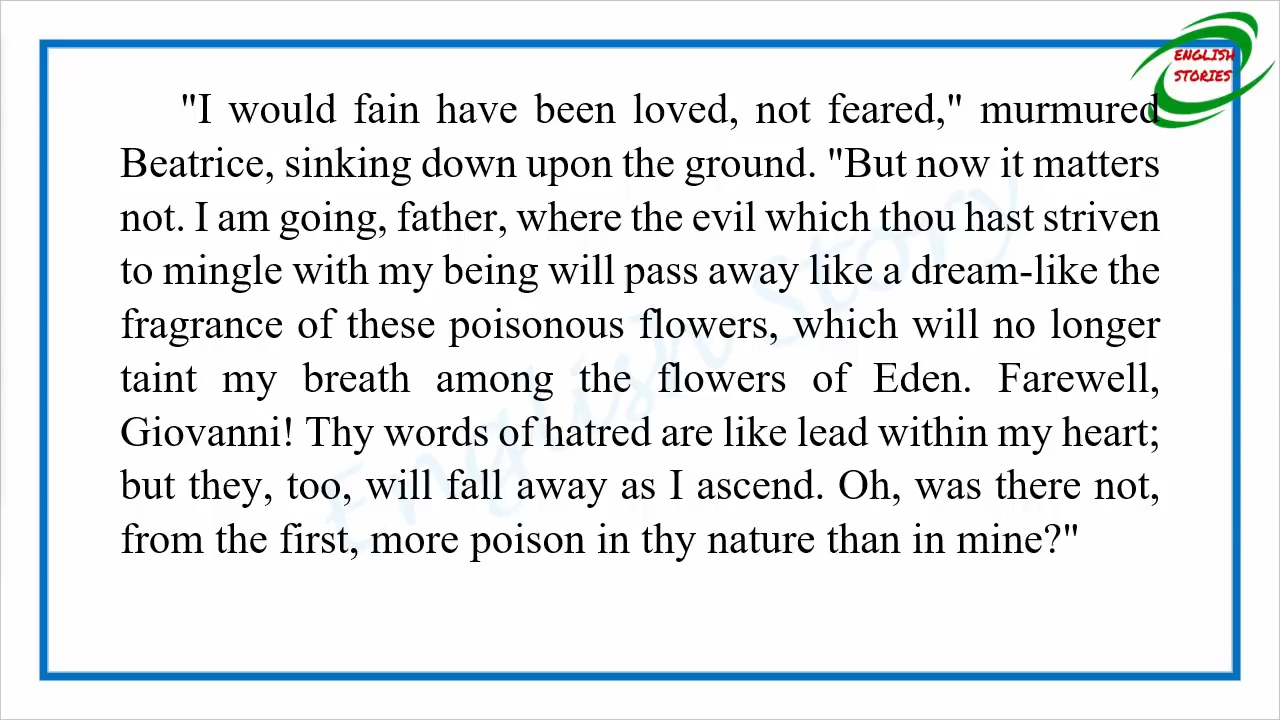 ENGLISH
STORIES
"I would fain have been loved, not feared," murmured
Beatrice, sinking down upon the ground. "But now it matters
not. I am going, father, where the evil which thou hast striven
to mingle with my being will pass away like a dream-like the
fragrance of these poisonous flowers, which will no longer
taint my breath among the flowers of Eden. Farewell,
Giovanni! Thy words of hatred are like lead within my heart;
but they, too, will fall away as I ascend. Oh, was there not,
from the first, more poison in thy nature than in mine?"
English Story